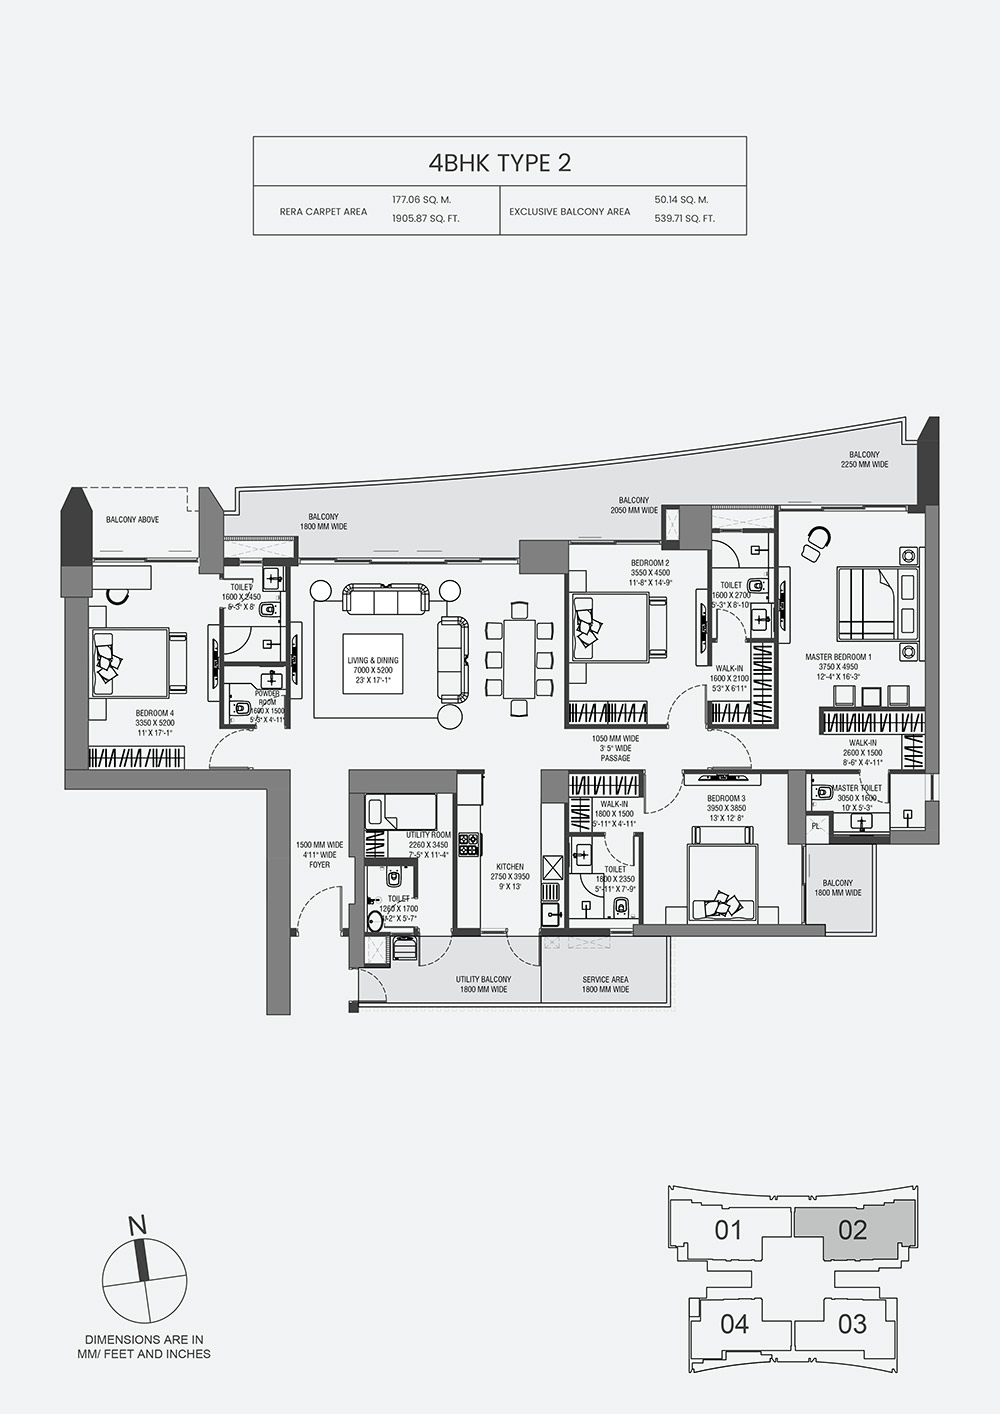 4BHK TYPE 2
RERA CARPET AREA
177.06 SQ. M.
1905.87 SQ. FT.
EXCLUSIVE BALCONY AREA
50.14 SQ. M.
539.71 SQ. FT.
BALCONY
2250 MM WIDE
BALCONY
2050 MM WIDE
BALCONY
1800 MM WIDE
BALCONY ABOVE
TOILET
1600 X 2450
5'-3" X 8'
POWDER
ROOM
1600 X 1500
5'-3" X 4'-11"
BEDROOM 4
3350 X 5200
11' X 17'-1"
LIVING & DINING
7000 X 5200
23' X 17'-1"
BEDROOM 2
3550 X 4500
11'-8" X 14'-9"
TOILET
1600 X 2700
5'-3" X 8'-10"
WALK-IN
1600 X 2100
5'3" X 6'11"
MASTER BEDROOM 1
3750 X 4950
12'-4" X 16'-3"
WALK-IN
2600 X 1500
8'-6" X 4'-11"
MASTER TOILET
3050 X 1600
10' X 5'-3"
PL.
1050 MM WIDE
3' 5" WIDE
PASSAGE
BEDROOM 3
3950 X 3850
13' X 12' 8"
WALK-IN
1800 X 1500
5'-11" X 4'-11"
TOILET
1800 X 2350
5'-11" X 7'-9"
BALCONY
1800 MM WIDE
1500 MM WIDE
4'11" WIDE
FOYER
UTILITY ROOM
2260 X 3450
7'-5" X 11'-4"
TOILET
1260 X 1700
4'-2" X 5'-7"
KITCHEN
2750 X 3950
9' X 13'
UTILITY BALCONY
1800 MM WIDE
SERVICE AREA
1800 MM WIDE
N
DIMENSIONS ARE IN
MM/ FEET AND INCHES
01
02
04
03